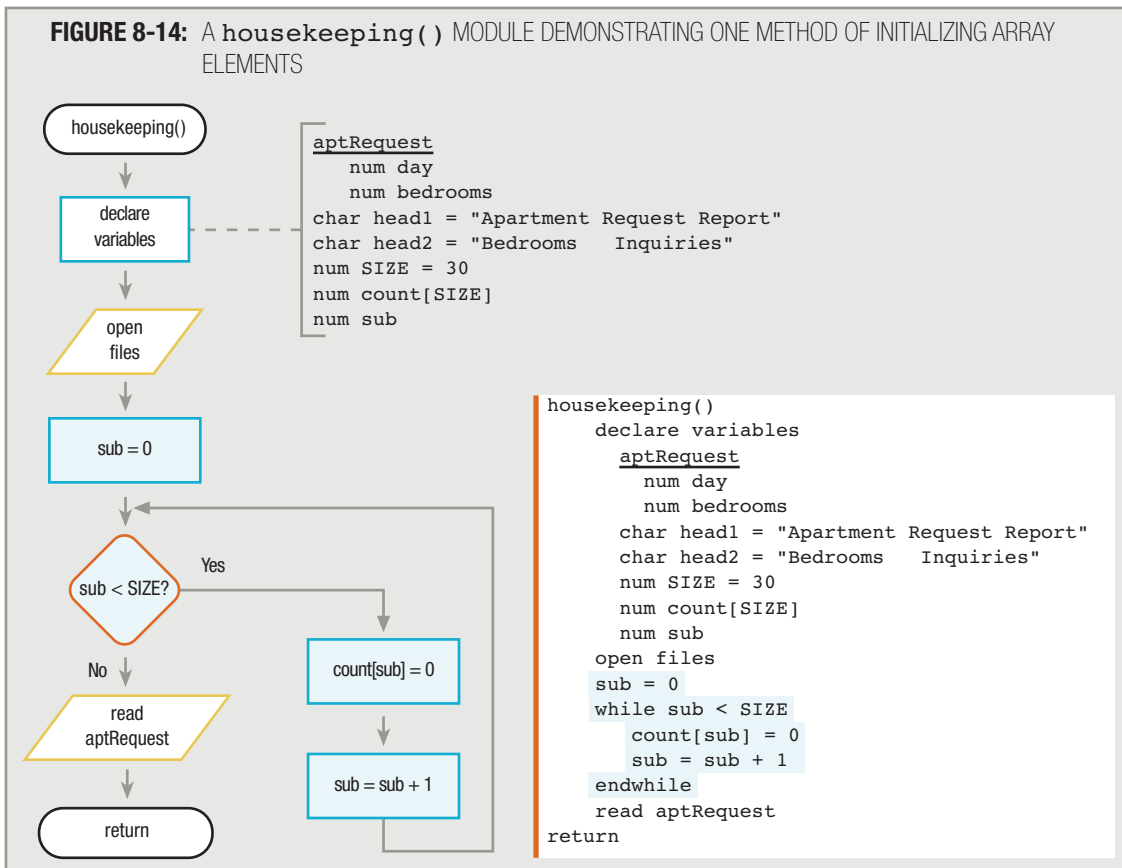 FIGURE 8-14: A housekeeping() MODULE DEMONSTRATING ONE METHOD OF INITIALIZING ARRAY
ELEMENTS
housekeeping()
declare
variables
aptRequest
num day
num bedrooms
char head1 = "Apartment Request Report"
char head2 = "Bedrooms   Inquiries"
num SIZE = 30
num count[SIZE]
num sub
open
files
sub = 0
sub < SIZE?
Yes
No
count[sub] = 0
sub = sub + 1
read
aptRequest
return
housekeeping()
declare variables
aptRequest
num day
num bedrooms
char head1 = "Apartment Request Report"
char head2 = "Bedrooms   Inquiries"
num SIZE = 30
num count[SIZE]
num sub
open files
sub = 0
while sub < SIZE
count[sub] = 0
sub = sub + 1
endwhile
read aptRequest
return